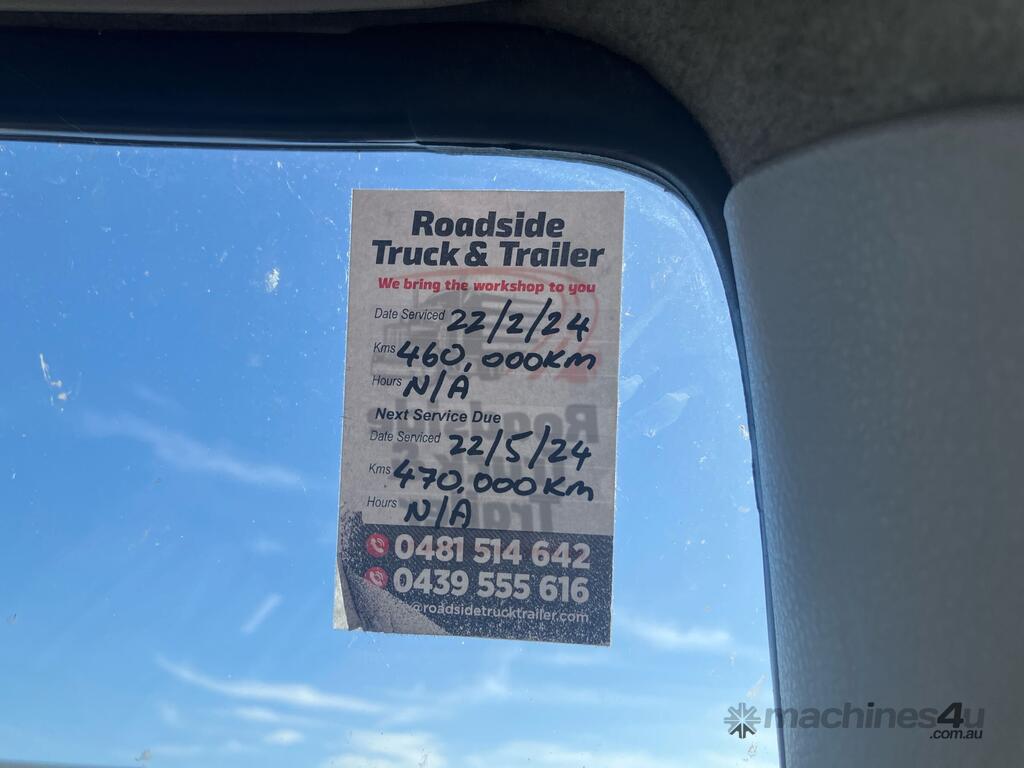 Roadside
Truck & Trailer
We bring the workshop to you
Date Serviced 22/2/24
Kms 460,000km
Hours N/A
Next Service Due
Date Serviced 22/5/24
Kms 470,000km
Hours N/A
0481 514 642
0439 555 616
@roadsidetrucktrailer.com
machines4u
.com.au